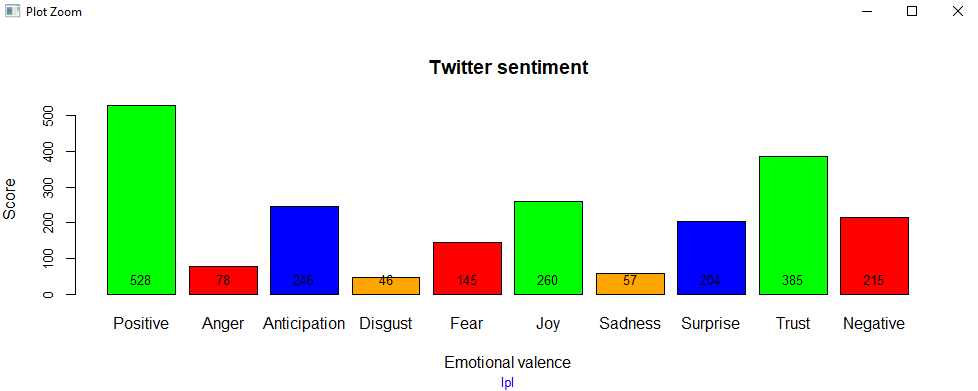 Plot Zoom
Twitter sentiment
Score
500
400
300
200
100
0
528 78 246 46 145 260 57 204 385 215
Positive Anger Anticipation Disgust Fear Joy Sadness Surprise Trust Negative
Emotional valence
lpl